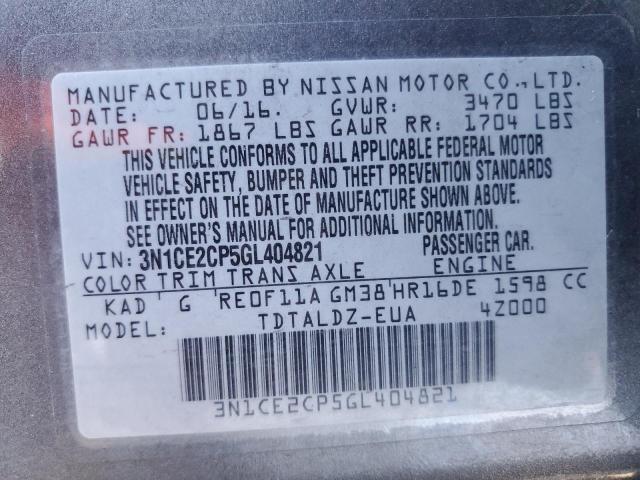 MANUFACTURED BY NISSAN MOTOR CO., LTD.
DATE: 06/16. GVWR: 3470 LBS
GAWR FR: 1867 LBS GAWR RR: 1704 LBS
THIS VEHICLE CONFORMS TO ALL APPLICABLE FEDERAL MOTOR
VEHICLE SAFETY, BUMPER AND THEFT PREVENTION STANDARDS
IN EFFECT ON THE DATE OF MANUFACTURE SHOWN ABOVE.
SEE OWNER'S MANUAL FOR ADDITIONAL INFORMATION.
VIN: 3N1CE2CP5GL404821 PASSENGER CAR.
COLOR TRIM TRANS AXLE ENGINE
KAD G RE0F11A GM38 HR16DE 1598 CC
MODEL: TDTALDZ-EUA 4Z000
3N1CE2CP5GL404821